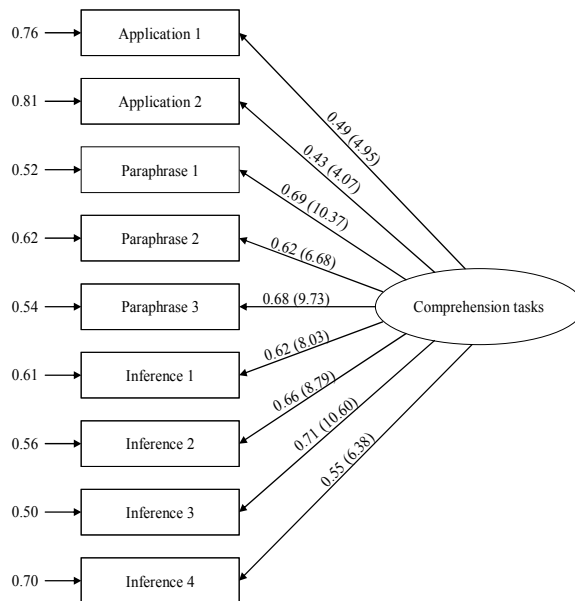 0.76 Application 1
0.49 (4.95)
0.81 Application 2
0.43 (4.07)
0.52 Paraphrase 1
0.69 (10.37)
0.62 Paraphrase 2
0.62 (6.68)
0.54 Paraphrase 3
0.68 (9.73)
Comprehension tasks
0.61 Inference 1
0.62 (8.03)
0.56 Inference 2
0.66 (8.79)
0.50 Inference 3
0.71 (10.60)
0.70 Inference 4
0.55 (6.38)